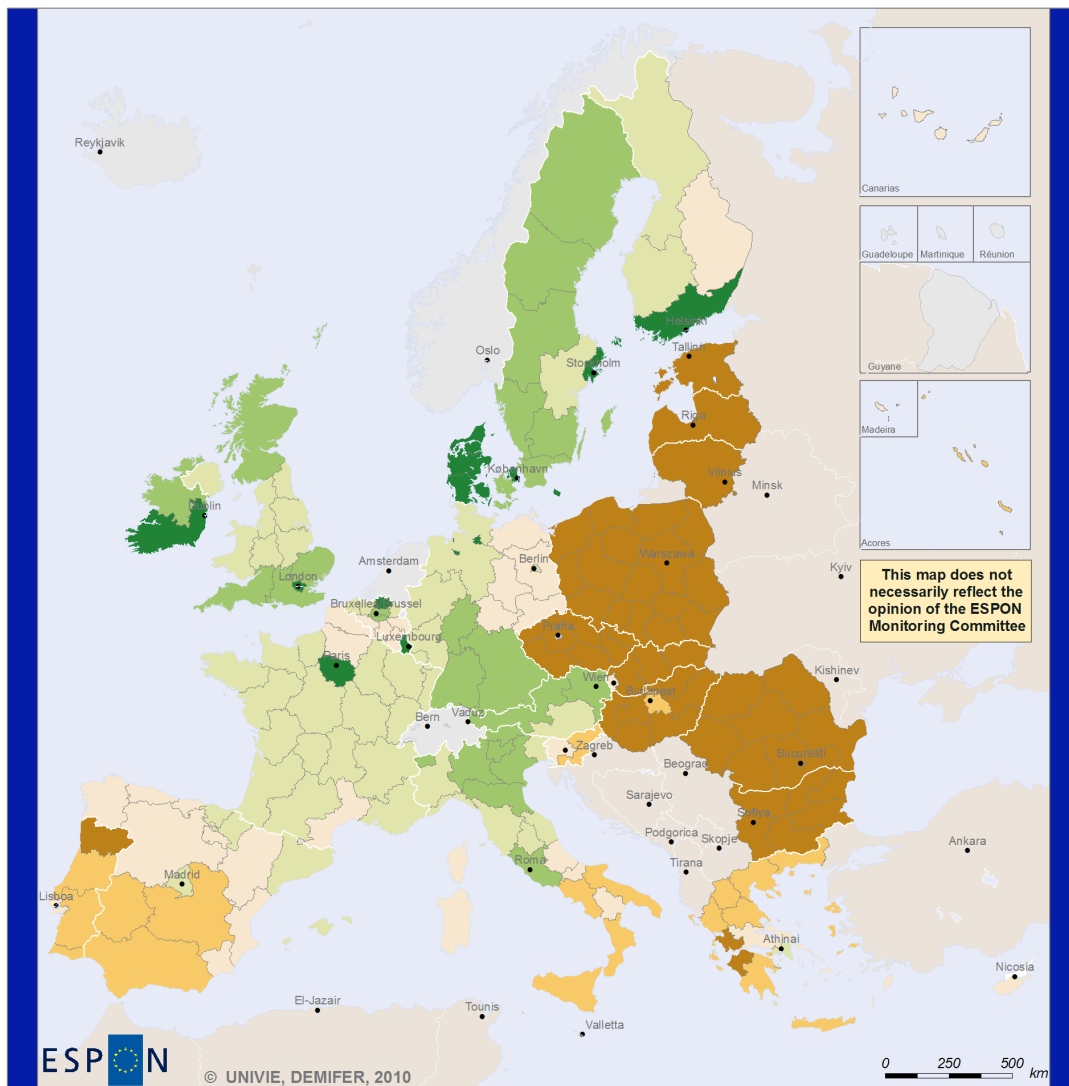 Reykjavik
Canarias
Guadeloupe
Martinique
Réunion
Guyane
Madeira
Acores
Oslo
Helsinki
Tallinn
Stockholm
Riga
København
Vilnius
Minsk
Dublin
Amsterdam
Berlin
Warszawa
London
Kyiv
Bruxelles/Brussel
Praha
Luxembourg
Paris
Kishinev
Wien
Budapest
Bern
Vaduz
Zagreb
Bucuresti
Beograd
Sarajevo
Sofiya
Podgorica
Skopje
Ankara
Tirana
Roma
Madrid
Lisboa
Athinai
Nicosia
El-Jazair
Tounis
Valletta
This map does not
necessarily reflect the
opinion of the ESPON
Monitoring Committee
ESPON
© UNIVIE, DEMIFER, 2010
0 250 500
km